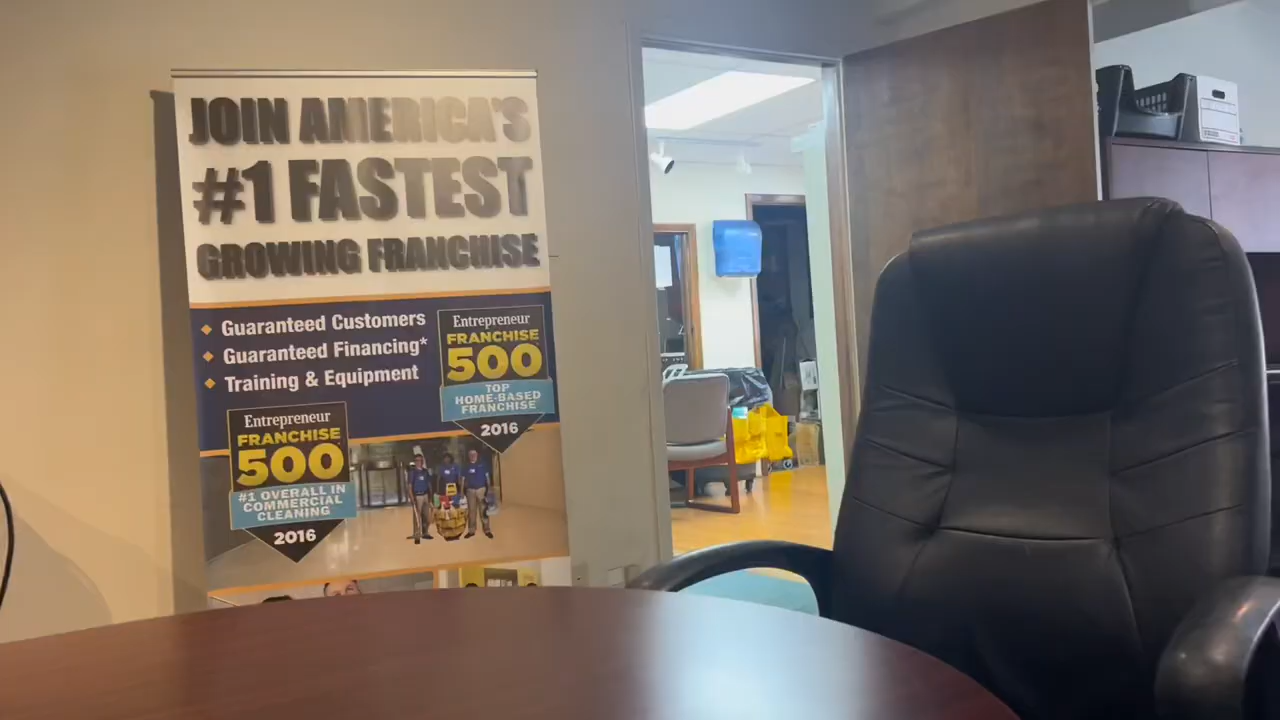 JOIN AMERICA'S
#1 FASTEST
GROWING FRANCHISE
Guaranteed Customers
Guaranteed Financing*
Training & Equipment
Entrepreneur
FRANCHISE
500
TOP
HOME-BASED
FRANCHISE
2016
Entrepreneur
FRANCHISE
500
#1 OVERALL IN
COMMERCIAL
CLEANING
2016